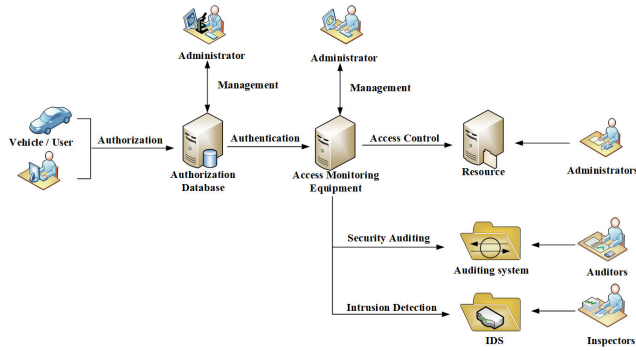 Administrator
Administrator
Management
Management
Vehicle / User
Authorization
Authentication
Access Control
Authorization
Database
Access Monitoring
Equipment
Resource
Administrators
Security Auditing
Auditing system
Auditors
Intrusion Detection
IDS
Inspectors